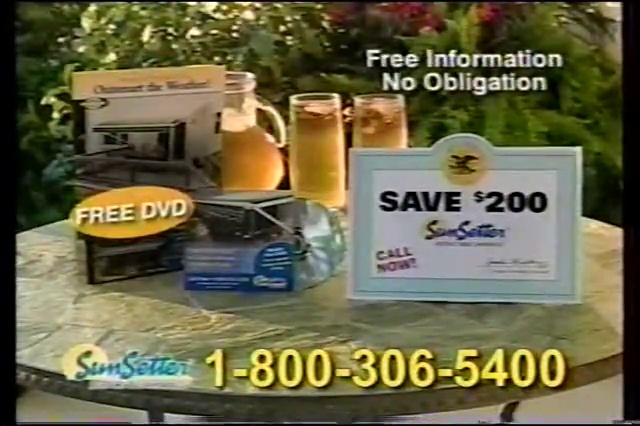 Free Information
No Obligation
Outsmart the Weather!
FREE DVD
SAVE $200
SunSetter
CALL
NOW!
SunSetter
1-800-306-5400